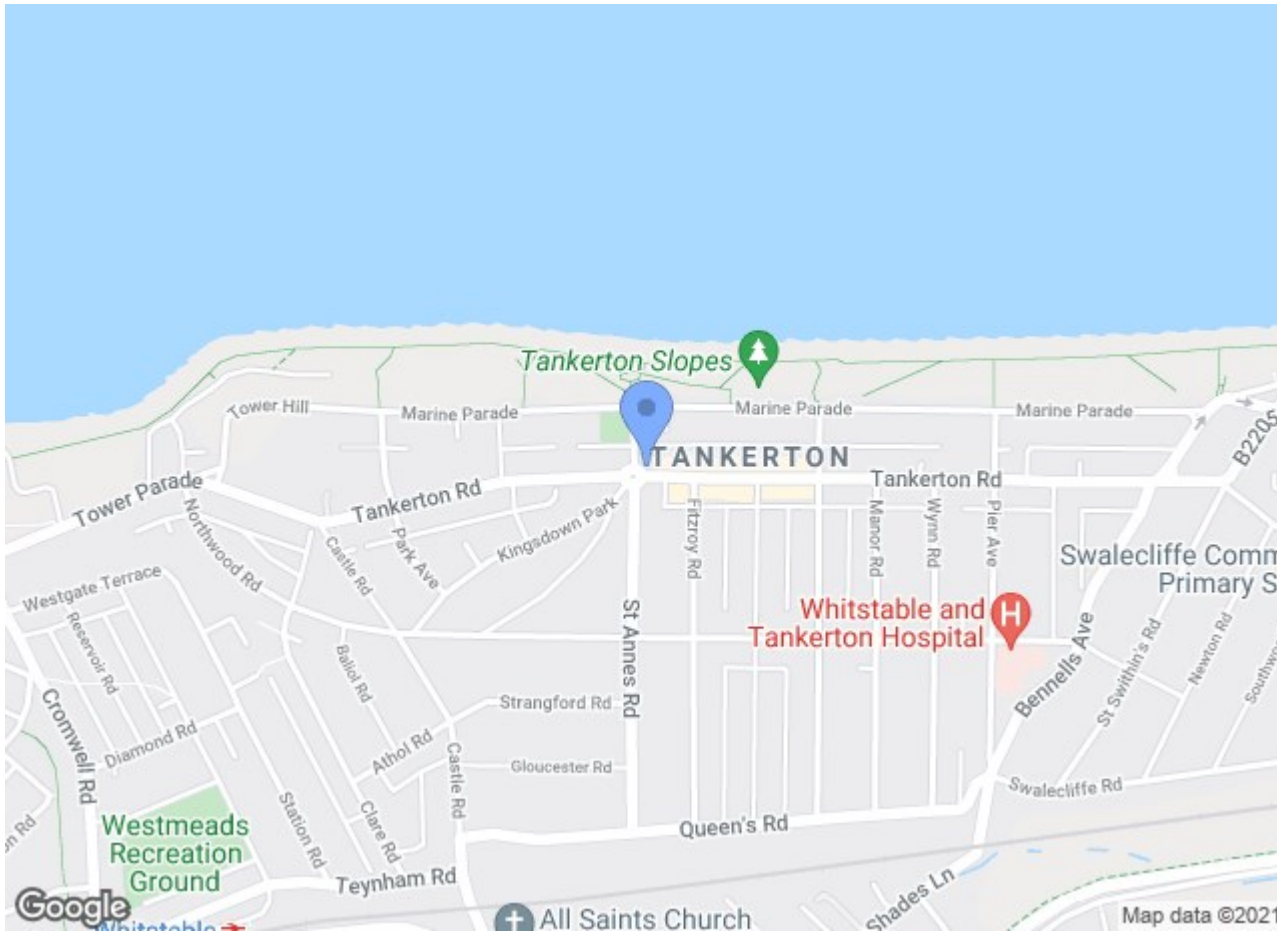 Tankerton Slopes
Tower Hill
Marine Parade
Marine Parade
Marine Parade
B2205
TANKERTON
Tankerton Rd
Tankerton Rd
Tower Parade
Kingsdown Park
Northwood Rd
Castle Rd
Park Ave
Fitzroy Rd
Manor Rd
Wynn Rd
Pier Ave
Swalecliffe Comm
Primary S
Westgate Terrace
Reservoir Rd
Whitstable and
Tankerton Hospital
H
St Annes Rd
Baliol Rd
Bennells Ave
St Swithin's Rd
Newton Rd
Southwo
Strangford Rd
Cromwell Rd
Diamond Rd
Athol Rd
Castle Rd
Gloucester Rd
Swalecliffe Rd
Station Rd
Clare Rd
Queen's Rd
on Rd
Westmeads
Recreation
Ground
Teynham Rd
Shades Ln
Google
Whitstable
All Saints Church
Map data ©2021